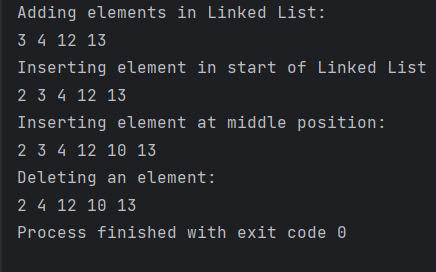 Adding elements in Linked List:
3 4 12 13
Inserting element in start of Linked List
2 3 4 12 13
Inserting element at middle position:
2 3 4 12 10 13
Deleting an element:
2 4 12 10 13
Process finished with exit code 0